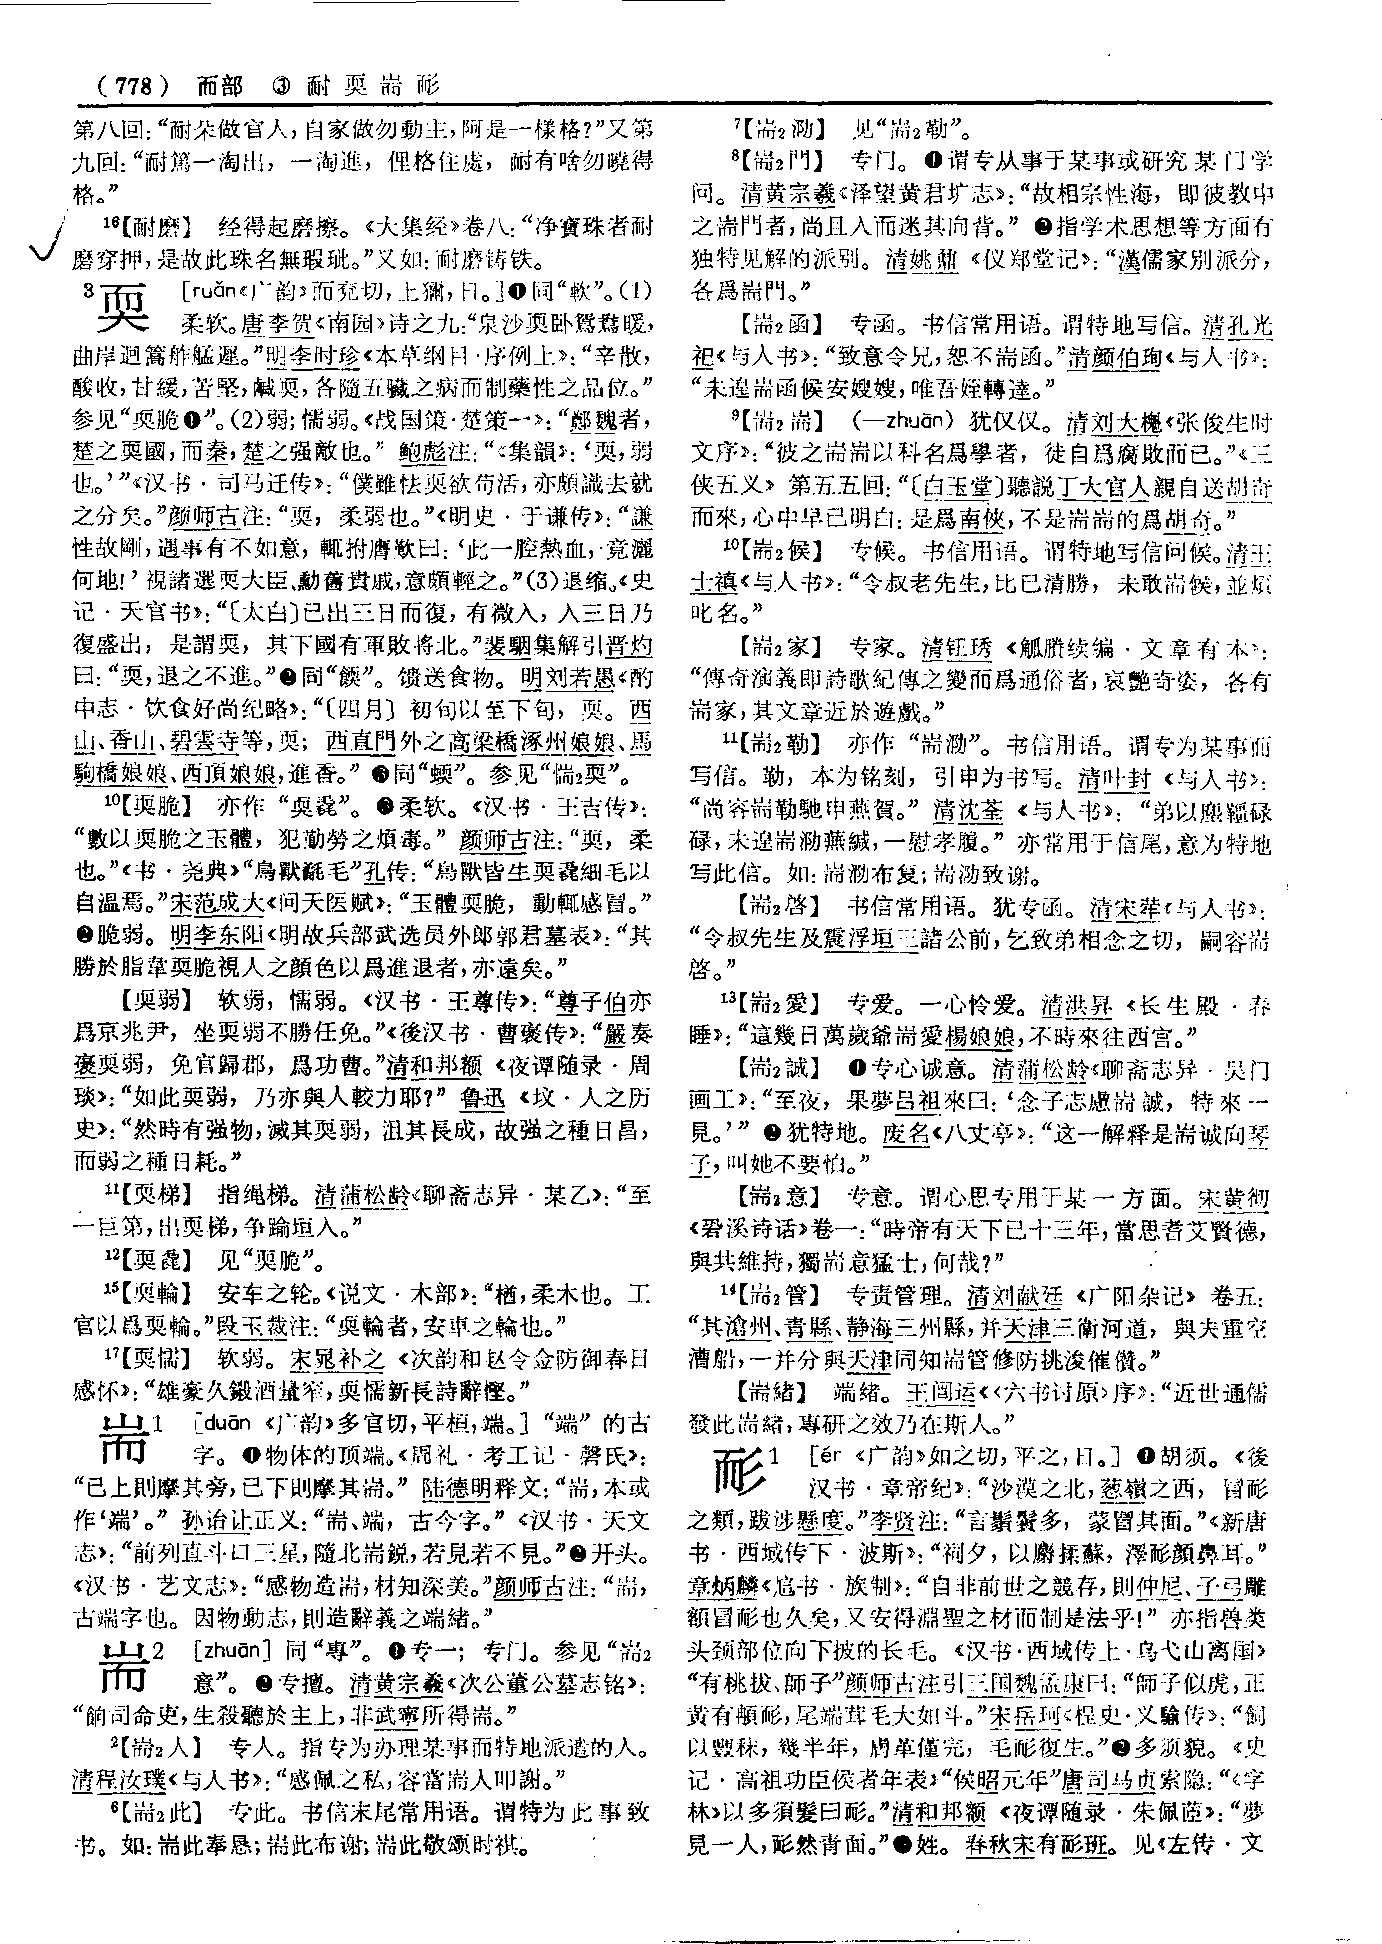 (778) 而部 ③ 耐 耎 耑 耏
第八回：“耐朵做官人，自家做勿動主，阿是一樣格？”又第
九回：“耐篤一淘出，一淘進，俚格住處，耐有啥勿曉得
格。”
16【耐磨】 经得起磨擦。《大集经》卷八：“净寶珠者耐
磨穿押，是故此珠名無瑕玼。”又如：耐磨铸铁。
3 耎 [ruǎn《广韵》而兗切，上獮，日。]❶同“軟”。(1)
柔软。唐李贺《南园》诗之九：“泉沙耎卧鴛鴦暖，
曲岸迴篙舴艋遲。”明李时珍《本草纲目·序例上》：“辛散，
酸收，甘緩，苦堅，鹹耎，各隨五臟之病而制藥性之品位。”
参见“耎脆❶”。(2)弱；懦弱。《战国策·楚策一》：“鄭魏者，
楚之耎國，而秦，楚之强敵也。” 鲍彪注：“《集韻》：‘耎，弱
也。’”《汉书·司马迁传》：“僕雖怯耎欲苟活，亦頗識去就
之分矣。”颜师古注：“耎，柔弱也。”《明史·于谦传》：“謙
性故剛，遇事有不如意，輒拊膺歎曰：‘此一腔熱血，竟灑
何地！’視諸選耎大臣、勳舊貴戚，意頗輕之。”(3)退缩。《史
记·天官书》：“〔太白〕已出三日而復，有微入，入三日乃
復盛出，是謂耎，其下國有軍敗将北。”裴駰集解引晋灼
曰：“耎，退之不進。”❷同“餪”。馈送食物。明刘若愚《酌
中志·饮食好尚纪略》：“〔四月〕初旬以至下旬，耎。西
山、香山、碧雲寺等，耎；西直門外之高梁橋涿州娘娘、馬
駒橋娘娘、西頂娘娘，進香。”❸同“蝡”。参见“惴2耎”。
10【耎脆】 亦作“耎毳”。❶柔软。《汉书·王吉传》：
“數以耎脆之玉體，犯勤勞之煩毒。” 颜师古注：“耎，柔
也。”《书·尧典》“鳥獸氄毛”孔传：“鳥獸皆生耎毳細毛以
自温焉。”宋范成大《问天医赋》：“玉體耎脆，動輒感冒。”
❷脆弱。明李东阳《明故兵部武选员外郎郭君墓表》：“其
勝於脂韋耎脆視人之顏色以爲進退者，亦遠矣。”
【耎弱】 软弱，懦弱。《汉书·王尊传》：“尊子伯亦
爲京兆尹，坐耎弱不勝任免。”《後汉书·曹褒传》：“嚴奏
褒耎弱，免官歸郡，爲功曹。”清和邦额《夜谭随录·周
琰》：“如此耎弱，乃亦與人較力耶？” 鲁迅《坟·人之历
史》：“然時有强物，滅其耎弱，沮其長成，故强之種日昌，
而弱之種日耗。”
11【耎梯】 指绳梯。清蒲松龄《聊斋志异·某乙》：“至
一巨第，出耎梯，争踰垣入。”
12【耎毳】 见“耎脆”。
15【耎輪】 安车之轮。《说文·木部》：“楢，柔木也。工
官以爲耎輪。”段玉裁注：“耎輪者，安車之輪也。”
17【耎懦】 软弱。宋晁补之《次韵和赵令佥防御春日
感怀》：“雄豪久鍛酒量窄，耎懦新長詩辭慳。”
耑1 [duān《广韵》多官切，平桓，端。]“端”的古
字。❶物体的顶端。《周礼·考工记·磬氏》：
“已上則摩其旁，已下則摩其耑。” 陆德明释文：“耑，本或
作‘端’。” 孙诒让正义：“耑、端，古今字。”《汉书·天文
志》：“前列直斗口三星，隨北耑鋭，若見若不見。”❷开头。
《汉书·艺文志》：“感物造耑，材知深美。”颜师古注：“耑，
古端字也。因物動志，則造辭義之端緒。”
耑2 [zhuān] 同“專”。❶专一；专门。参见“耑2
意”。❷专擅。清黄宗羲《次公董公墓志铭》：
“餉司命吏，生殺聽於主上，非武寧所得耑。”
2【耑2人】 专人。指专为办理某事而特地派遣的人。
清程汝璞《与人书》：“感佩之私，容當耑人叩謝。”
6【耑2此】 专此。书信末尾常用语。谓特为此事致
书。如：耑此奉恳；耑此布谢；耑此敬颂时祺。
7【耑2泐】 见“耑2勒”。
8【耑2門】 专门。❶谓专从事于某事或研究某门学
问。清黄宗羲《泽望黄君圹志》：“故相宗性海，即彼教中
之耑門者，尚且入而迷其向背。”❷指学术思想等方面有
独特见解的派别。清姚鼐《仪郑堂记》：“漢儒家别派分，
各爲耑門。”
【耑2函】 专函。书信常用语。谓特地写信。清孔光
祀《与人书》：“致意令兄，恕不耑函。”清颜伯珣《与人书》：
“未遑耑函候安嫂嫂，唯吾姪轉達。”
9【耑2耑】 （—zhuān）犹仅仅。清刘大櫆《张俊生时
文序》：“彼之耑耑以科名爲學者，徒自爲腐敗而已。”《三
侠五义》第五五回：“〔白玉堂〕聽説丁大官人親自送胡奇
而來，心中早已明白：是爲南俠，不是耑耑的爲胡奇。”
10【耑2候】 专候。书信用语。谓特地写信问候。清王
士禛《与人书》：“令叔老先生，比已清勝，未敢耑候，並煩
叱名。”
【耑2家】 专家。清钮琇《觚賸续编·文章有本》：
“傳奇演義即詩歌紀傳之變而爲通俗者，哀艷奇姿，各有
耑家，其文章近於遊戲。”
11【耑2勒】 亦作“耑泐”。书信用语。谓专为某事而
写信。勒，本为铭刻，引申为书写。清叶封《与人书》：
“尚容耑勒馳申燕賀。” 清沈荃《与人书》：“弟以塵鞿碌
碌，未遑耑泐蕪緘，一慰孝履。” 亦常用于信尾，意为特地
写此信。如：耑泐布复；耑泐致谢。
【耑2啓】 书信常用语。犹专函。清宋荦《与人书》：
“令叔先生及震浮垣三諸公前，乞致弟相念之切，嗣容耑
啓。”
13【耑2愛】 专爱。一心怜爱。清洪昇《长生殿·春
睡》：“這幾日萬歲爺耑愛楊娘娘，不時來往西宫。”
【耑2誠】 ❶专心诚意。清蒲松龄《聊斋志异·吴门
画工》：“至夜，果夢吕祖來曰：‘念子志慮耑誠，特來一
見。’”❷犹特地。废名《八丈亭》：“这一解释是耑诚向琴
子，叫她不要怕。”
【耑2意】 专意。谓心思专用于某一方面。宋黄彻
《䂬溪诗话》卷一：“時帝有天下已十三年，當思耆艾賢德，
與共維持，獨耑意猛士，何哉？”
14【耑2管】 专责管理。清刘献廷《广阳杂记》卷五：
“其滄州、青縣、静海三州縣，并天津三衛河道，與夫重空
漕船，一并分與天津同知耑管修防挑浚催儹。”
【耑緒】 端绪。王闿运《〈六书讨原〉序》：“近世通儒
發此耑緒，專研之效乃在斯人。”
耏1 [ér《广韵》如之切，平之，日。]❶胡须。《後
汉书·章帝纪》：“沙漠之北，葱嶺之西，冒耏
之類，跋涉懸度。”李贤注：“言鬚鬢多，蒙冒其面。”《新唐
书·西域传下·波斯》：“祠夕，以麝揉蘇，澤耏顔鼻耳。”
章炳麟《訄书·族制》：“自非前世之競存，則仲尼、子弓雕
額冒耏也久矣，又安得淵聖之材而制是法乎！” 亦指兽类
头颈部位向下披的长毛。《汉书·西域传上·乌弋山离国》
“有桃拔、師子”颜师古注引三国魏孟康曰：“師子似虎，正
黄有䫇耏，尾端茸毛大如斗。”宋岳珂《桯史·义騟传》：“飼
以豐秣，幾半年，膚革僅完，毛耏復生。”❷多须貌。《史
记·高祖功臣侯者年表》“侯昭元年”唐司马贞索隐：“《字
林》以多須髮曰耏。”清和邦额《夜谭随录·朱佩茝》：“夢
見一人，耏然青面。”❸姓。春秋宋有耏班。见《左传·文